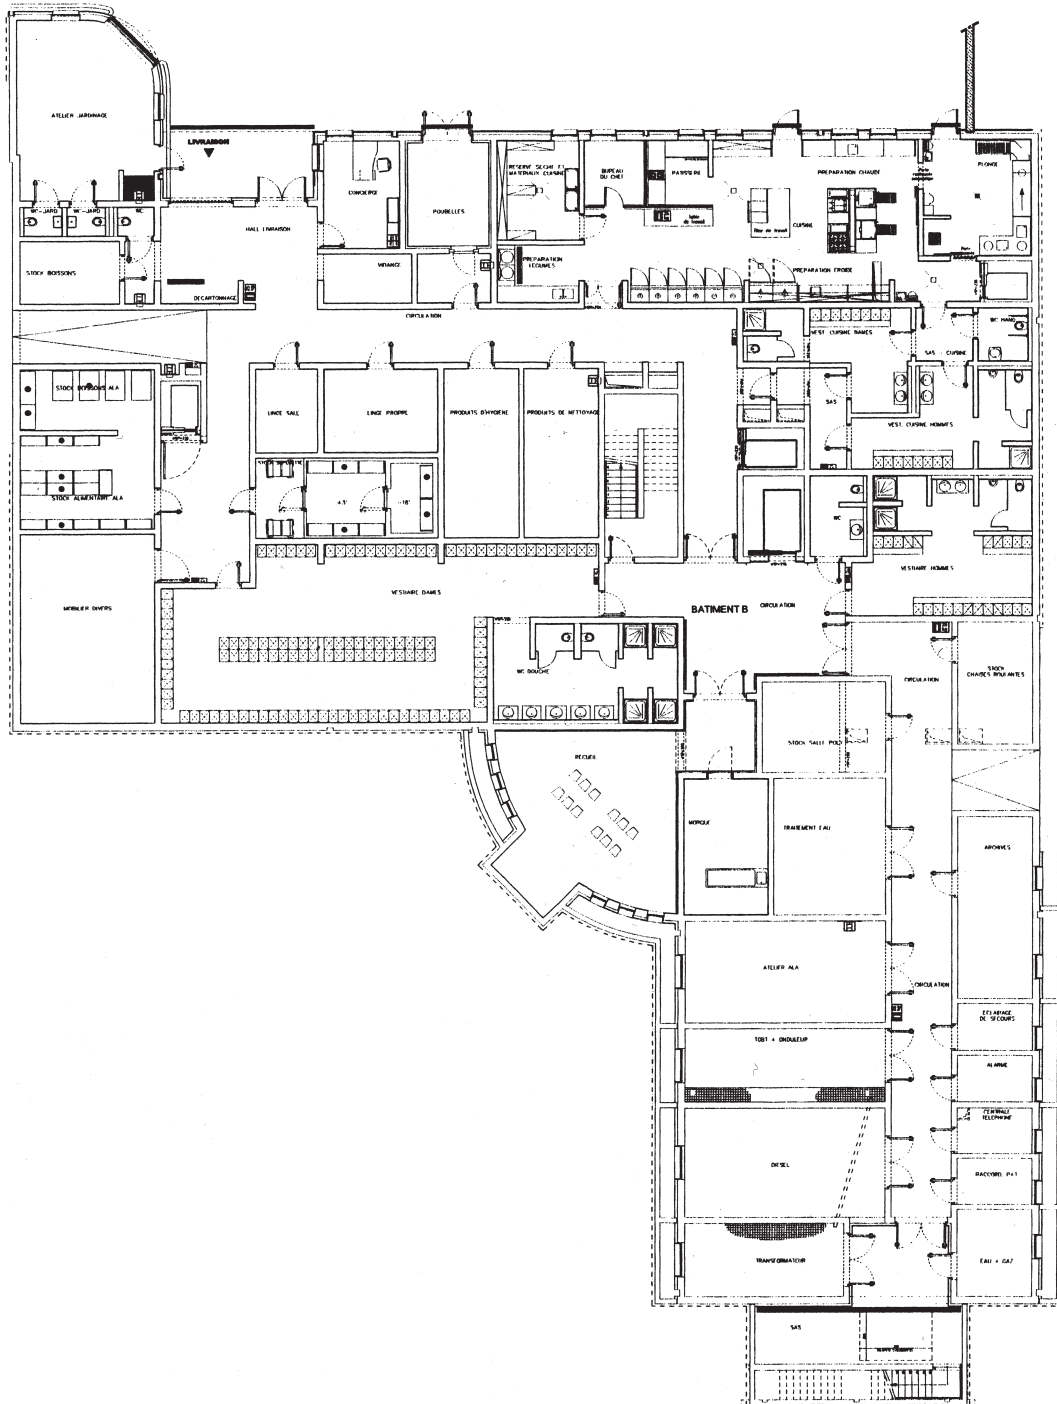 ATELIER JARDINAGE
LIVRAISON
CONCIERGE
POUBELLES
RESERVE SECHE ET
MATERIAUX CUISINE
BUREAU
DU CHEF
PATISSERIE
PREPARATION CHAUDE
PLONGE
WC-JARD
WC-JARD
WC
HALL LIVRAISON
CUISINE
STOCK BOISSONS
VIDANGE
PREPARATION
LEGUMES
PREPARATION FROIDE
DECARTONNAGE
CIRCULATION
VEST. CUISINE DAMES
WC HAND
SAS - CUISINE
STOCK BOISSONS ALA
LINGE SALE
LINGE PROPRE
PRODUITS D'HYGIENE
PRODUITS DE NETTOYAGE
SAS
VEST. CUISINE HOMMES
STOCK ALIMENTAIRE ALA
WC
MOBILIER DIVERS
VESTIAIRE DAMES
VESTIAIRE HOMMES
BATIMENT B
CIRCULATION
WC DOUCHE
CIRCULATION
STOCK
CHAISES ROULANTES
STOCK SALLE POLY
RECUEIL
MORGUE
TRAITEMENT EAU
ARCHIVES
ATELIER ALA
CIRCULATION
ECLAIRAGE
DE SECOURS
TGBT + ONDULEUR
ALARME
CENTRALE
TELEPHONE
DIESEL
RACCORD. P+T
TRANSFORMATEUR
EAU + GAZ
SAS